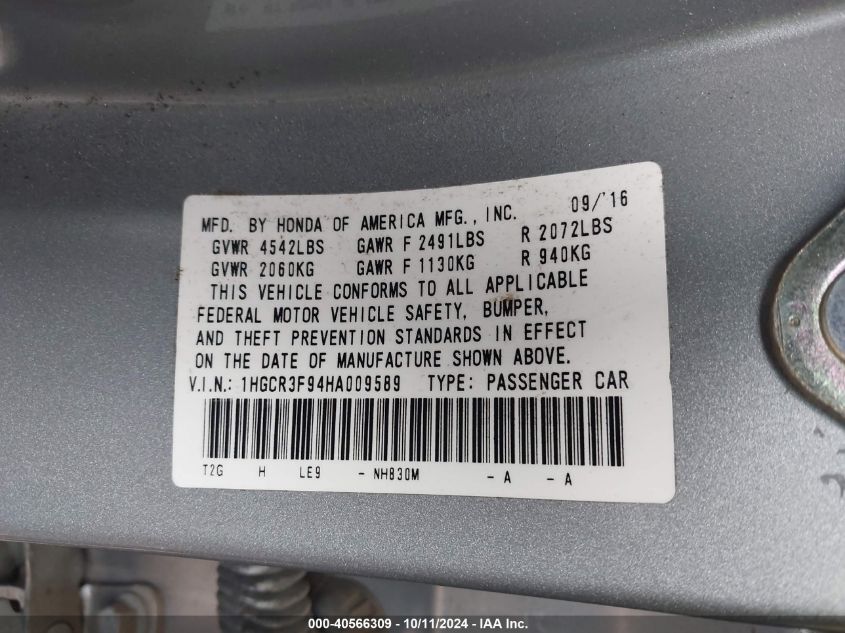 MFD. BY HONDA OF AMERICA MFG., INC. 09/'16
GVWR 4542LBS GAWR F 2491LBS R 2072LBS
GVWR 2060KG GAWR F 1130KG R 940KG
THIS VEHICLE CONFORMS TO ALL APPLICABLE
FEDERAL MOTOR VEHICLE SAFETY, BUMPER,
AND THEFT PREVENTION STANDARDS IN EFFECT
ON THE DATE OF MANUFACTURE SHOWN ABOVE.
V.I.N.: 1HGCR3F94HA009589 TYPE: PASSENGER CAR
T2G H LE9 - NH830M - A - A
000-40566309 - 10/11/2024 - IAA Inc.